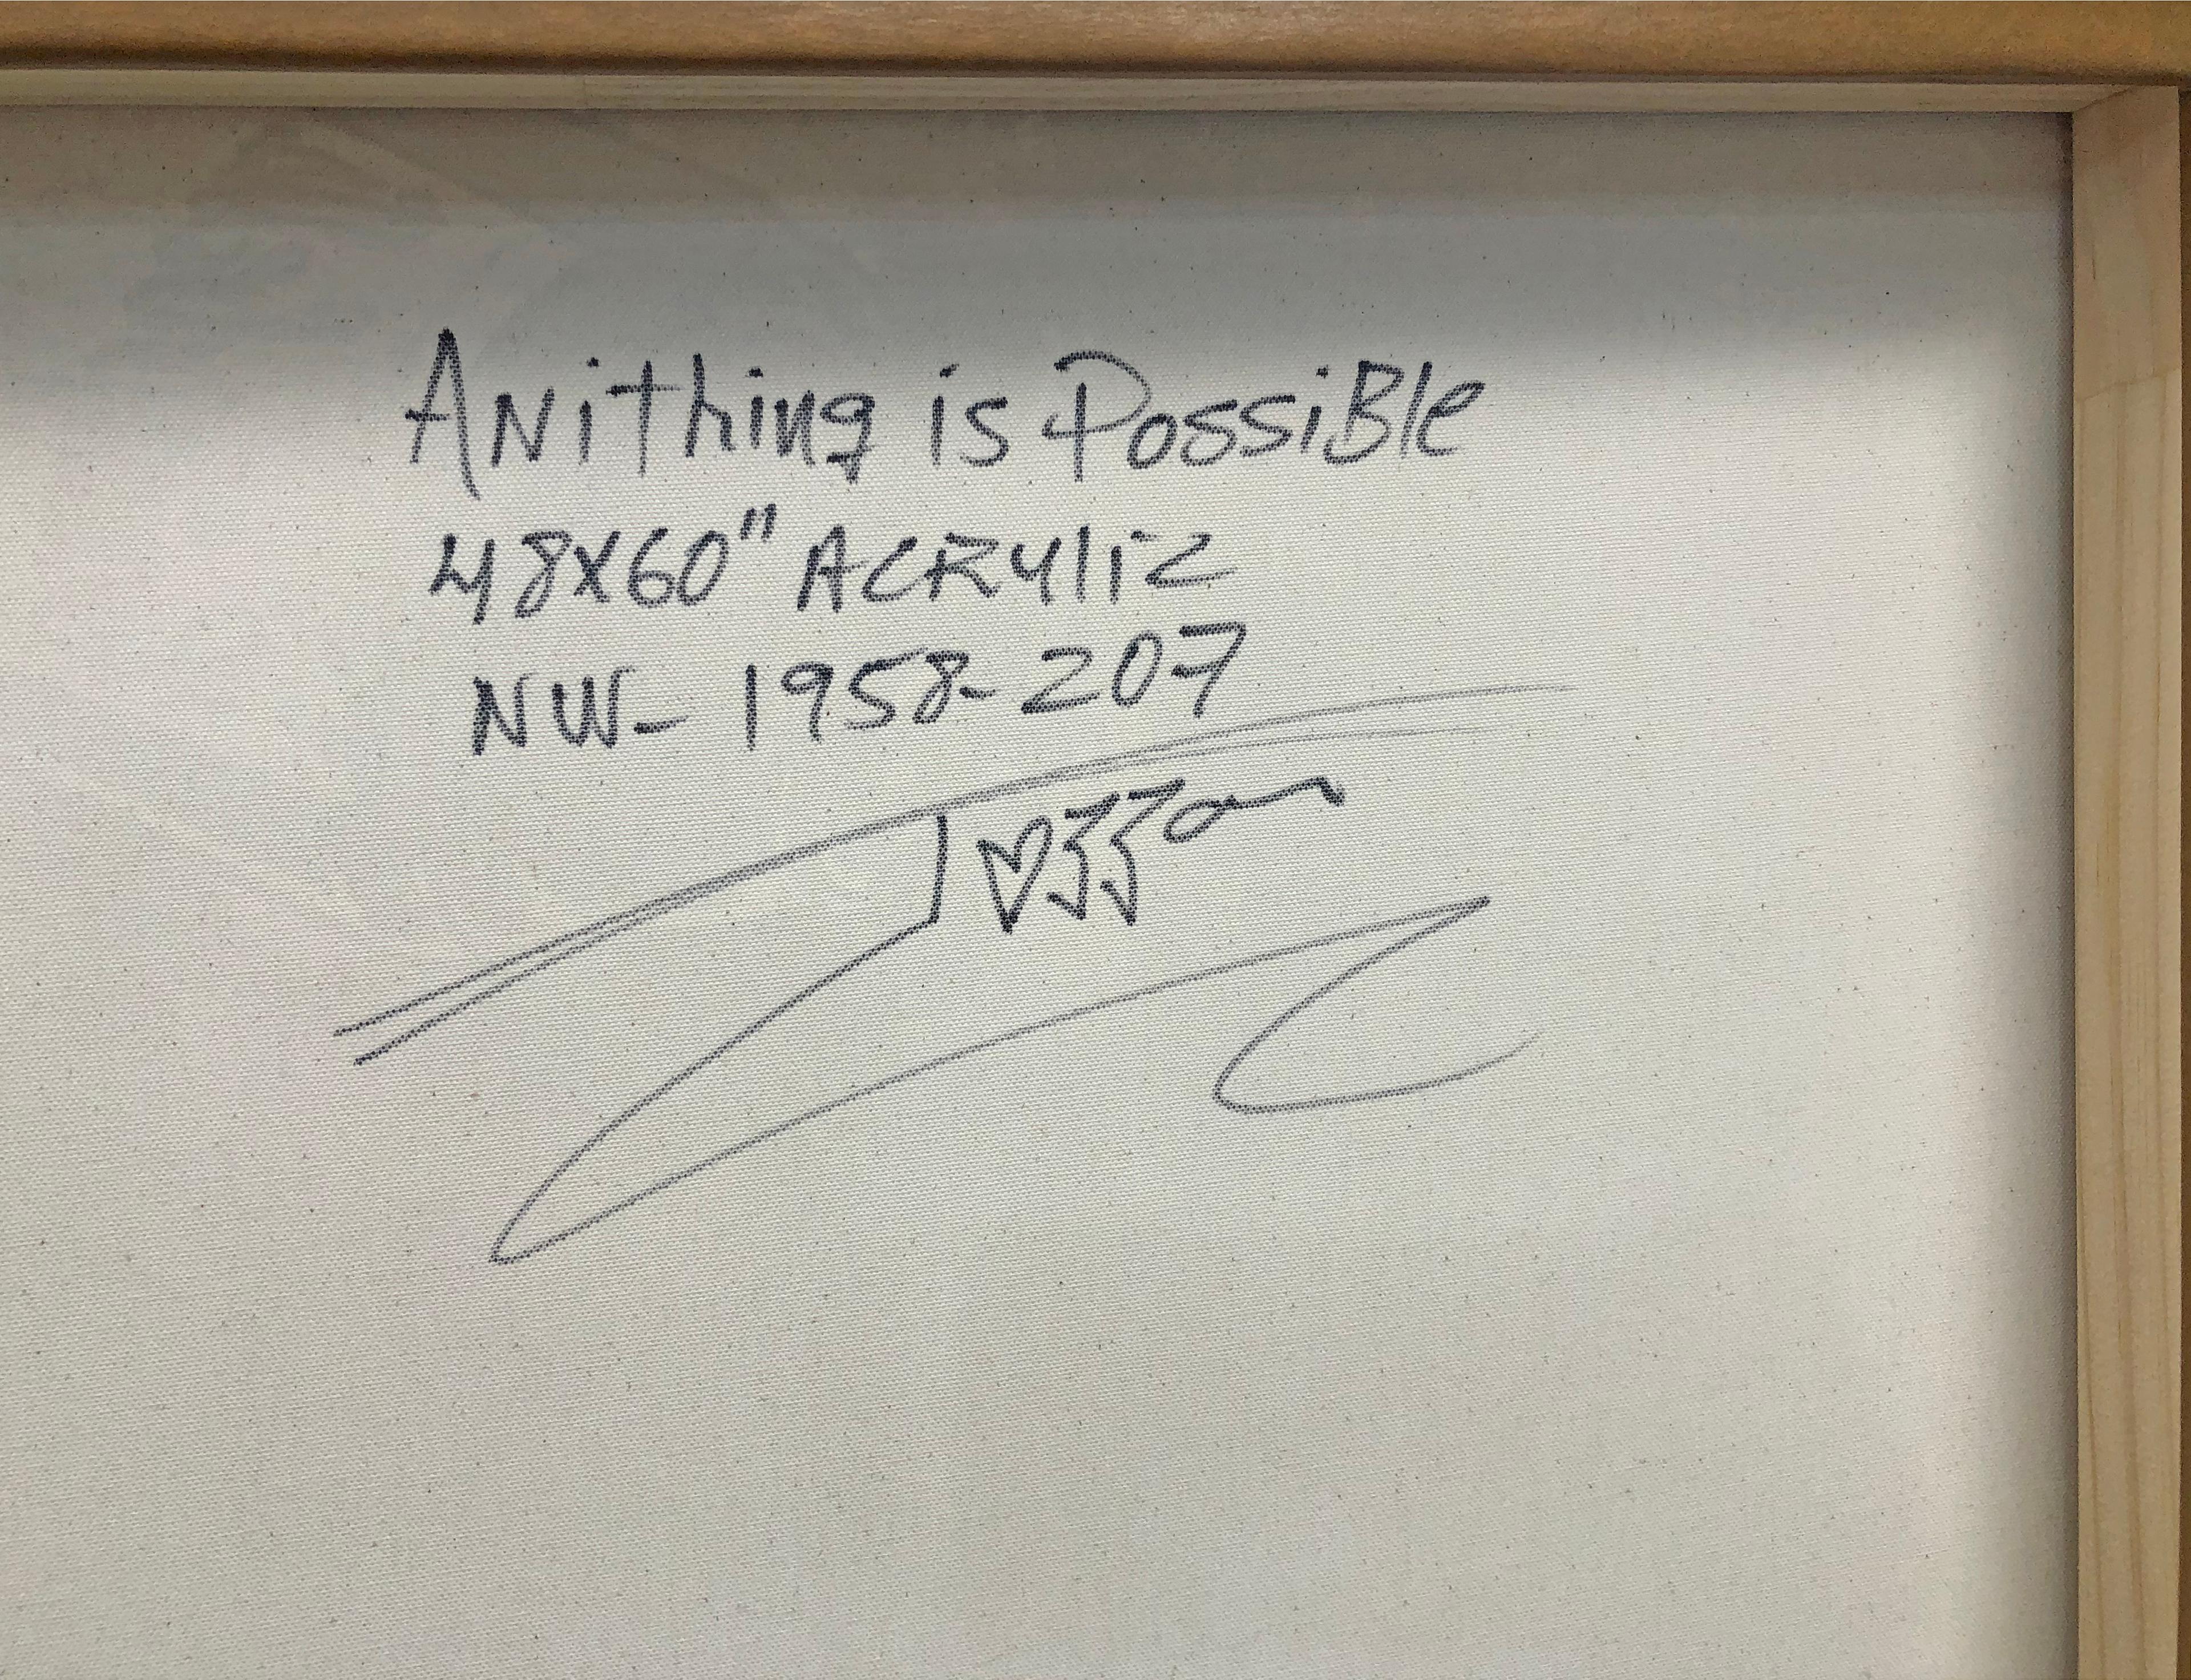 ANithing is PossiBle
48X60" ACRYlic
NW- 1958-207